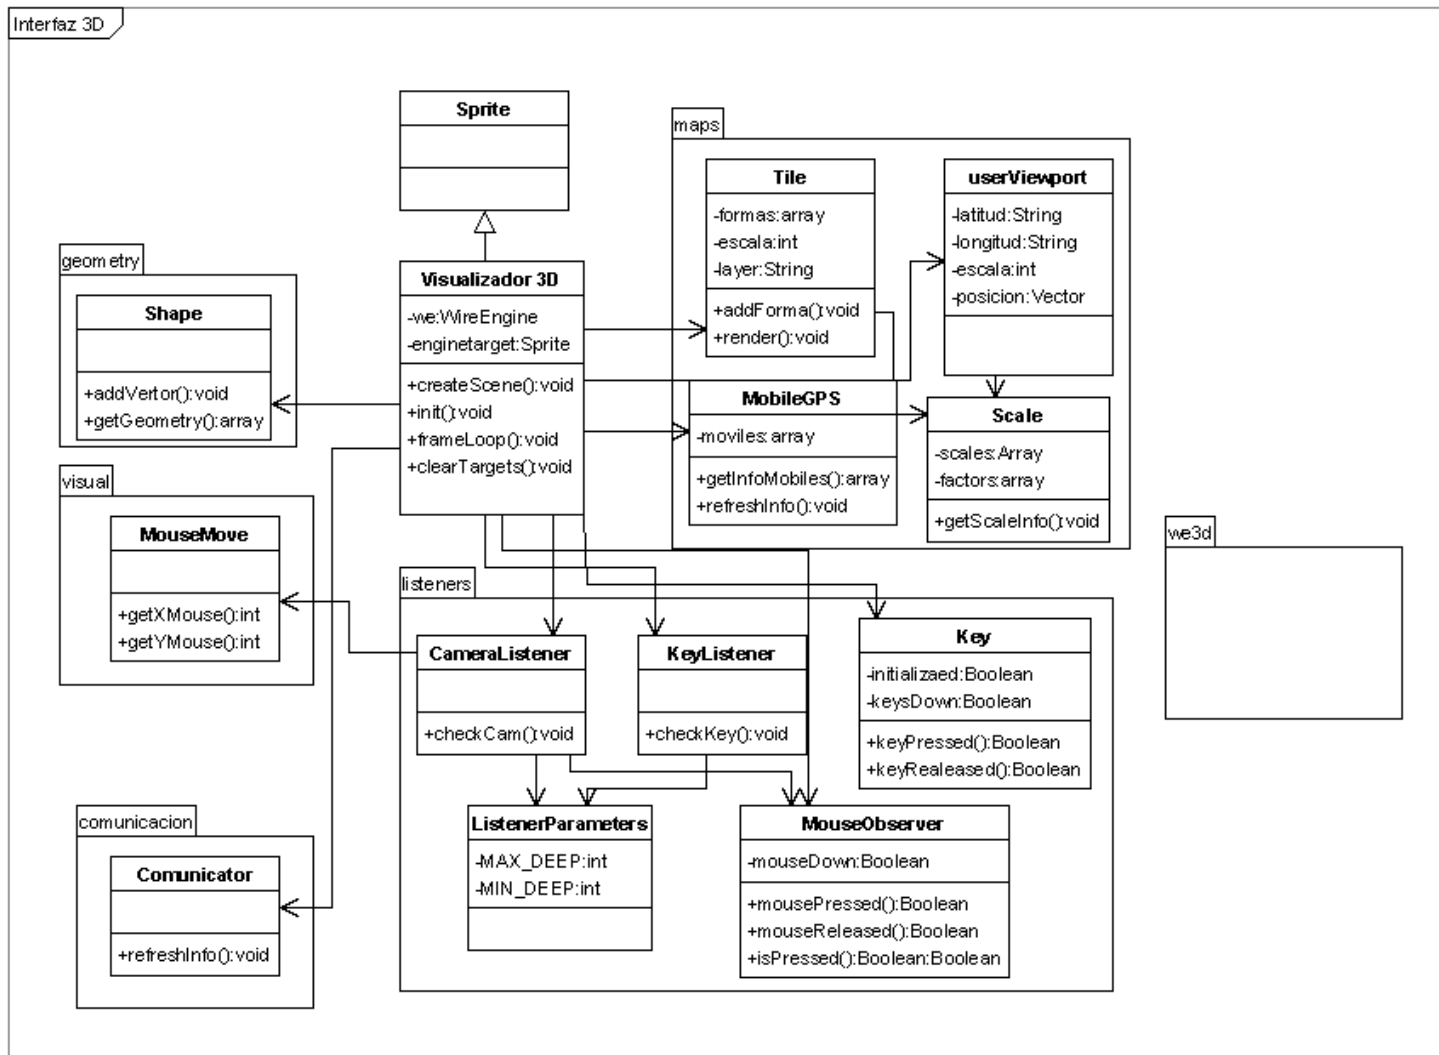 Interfaz 3D
Sprite
maps
Tile
-formas:array
-escala:int
-layer:String
+addForma():void
+render():void
userViewport
-latitud:String
-longitud:String
-escala:int
-posicion:Vector
geometry
Shape
+addVertor():void
+getGeometry():array
Visualizador 3D
-we:WireEngine
-enginetarget:Sprite
+createScene():void
+init():void
+frameLoop():void
+clearTargets():void
MobileGPS
-moviles:array
+getInfoMobiles():array
+refreshInfo():void
Scale
-scales:Array
-factors:array
+getScaleInfo():void
visual
MouseMove
+getXMouse():int
+getYMouse():int
we3d
listeners
CameraListener
+checkCam():void
KeyListener
+checkKey():void
Key
-initializaed:Boolean
-keysDown:Boolean
+keyPressed():Boolean
+keyRealeased():Boolean
comunicacion
Comunicator
+refreshInfo():void
ListenerParameters
-MAX_DEEP:int
-MIN_DEEP:int
MouseObserver
-mouseDown:Boolean
+mousePressed():Boolean
+mouseReleased():Boolean
+isPressed():Boolean:Boolean